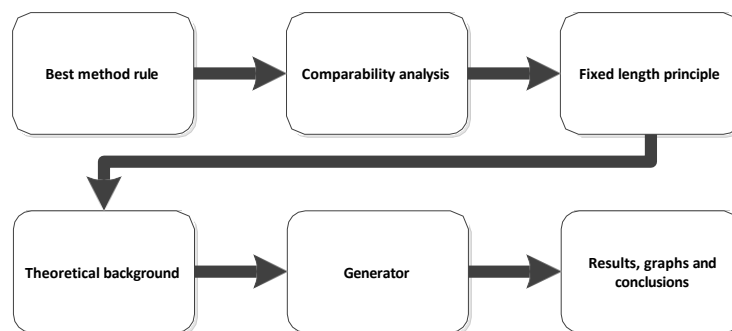 Best method rule
Comparability analysis
Fixed length principle
Theoretical background
Generator
Results, graphs and
conclusions